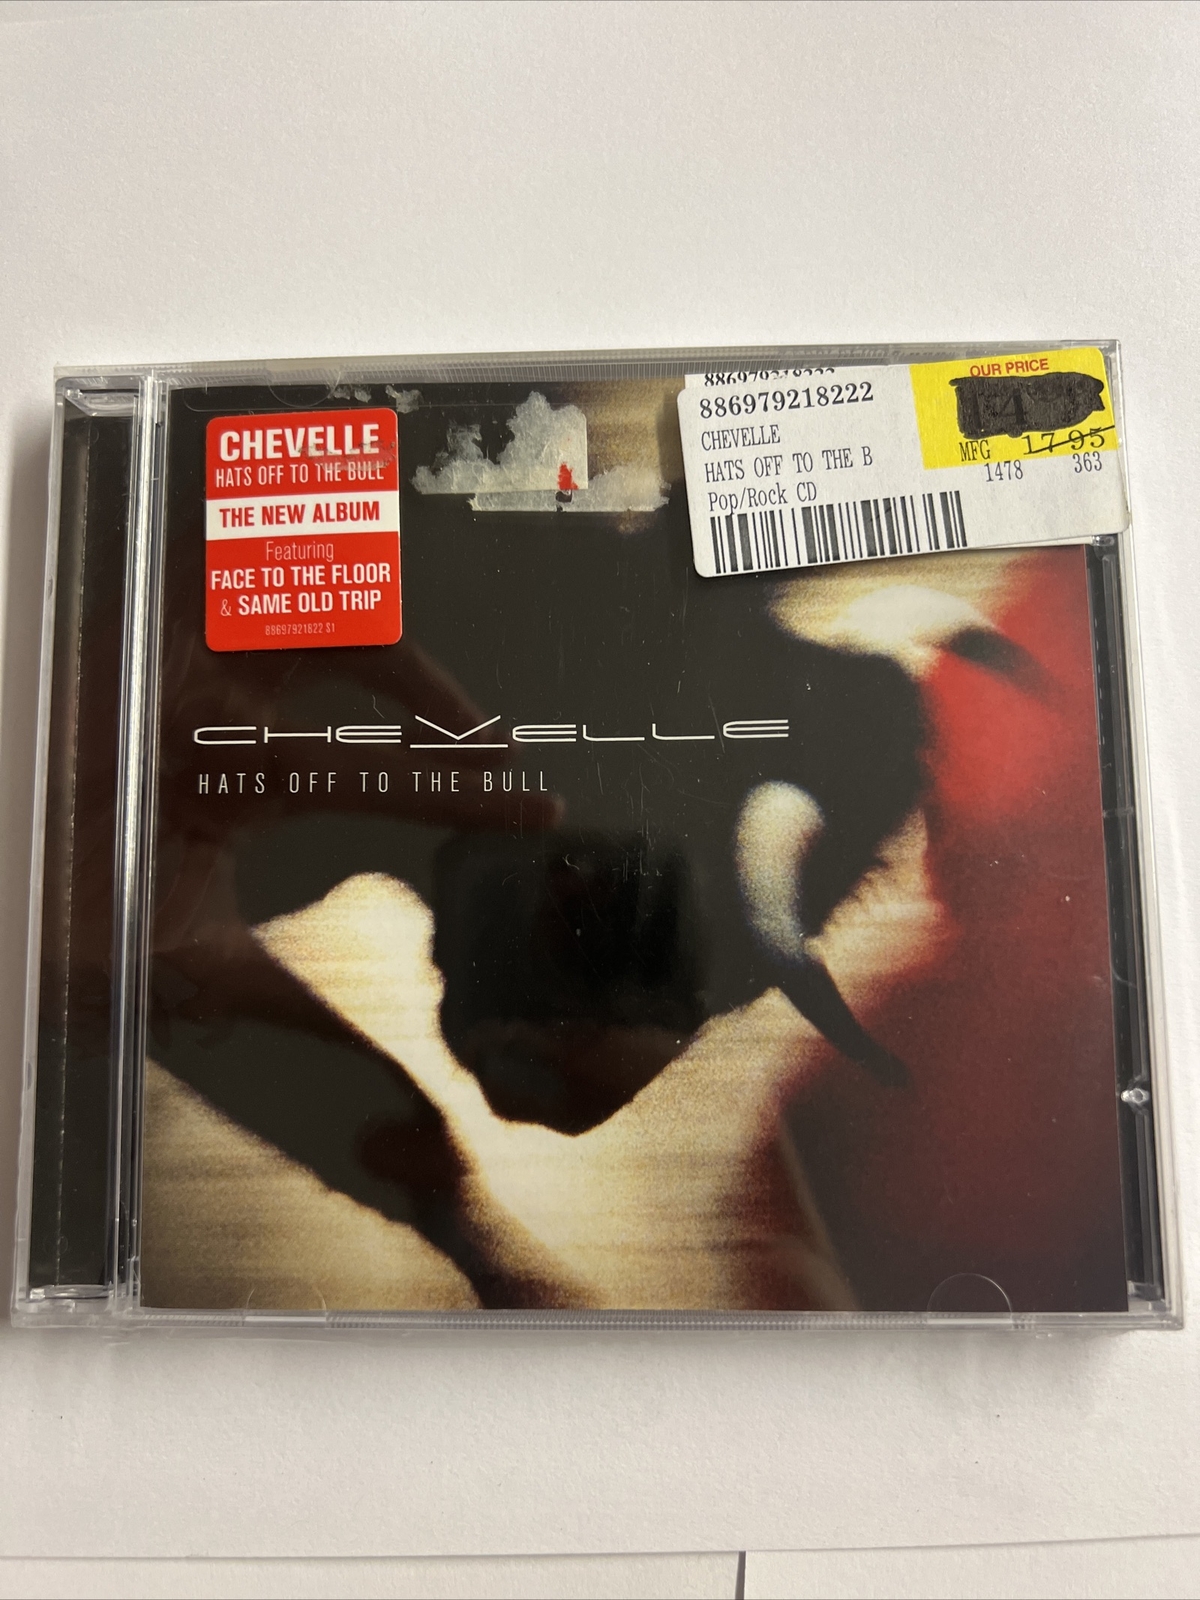 CHEVELLE
HATS OFF TO THE BULL
THE NEW ALBUM
Featuring
FACE TO THE FLOOR
& SAME OLD TRIP
88697921822 S1
886979218222
CHEVELLE
HATS OFF TO THE B
Pop/Rock CD
OUR PRICE
MFG 17.95
1478 363
CHEVELLE
HATS OFF TO THE BULL